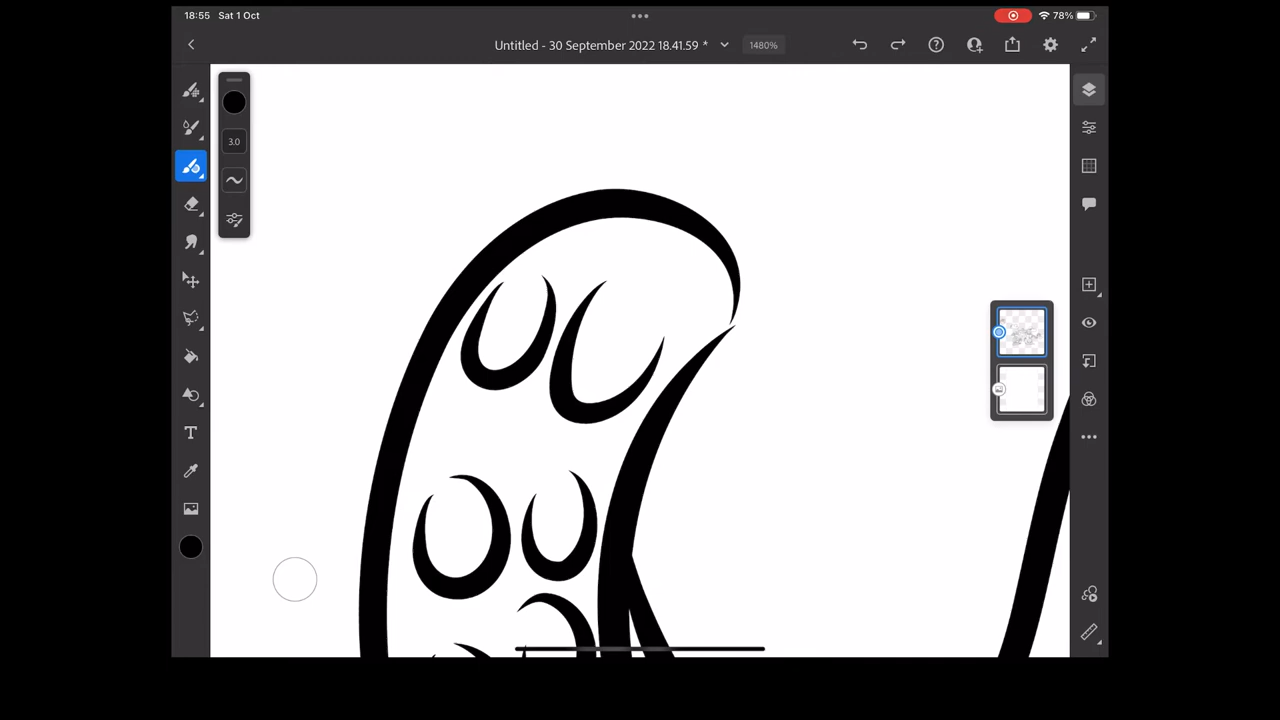 18:55 Sat 1 Oct
78%
Untitled - 30 September 2022 18.41.59 *
1480%
3.0
T